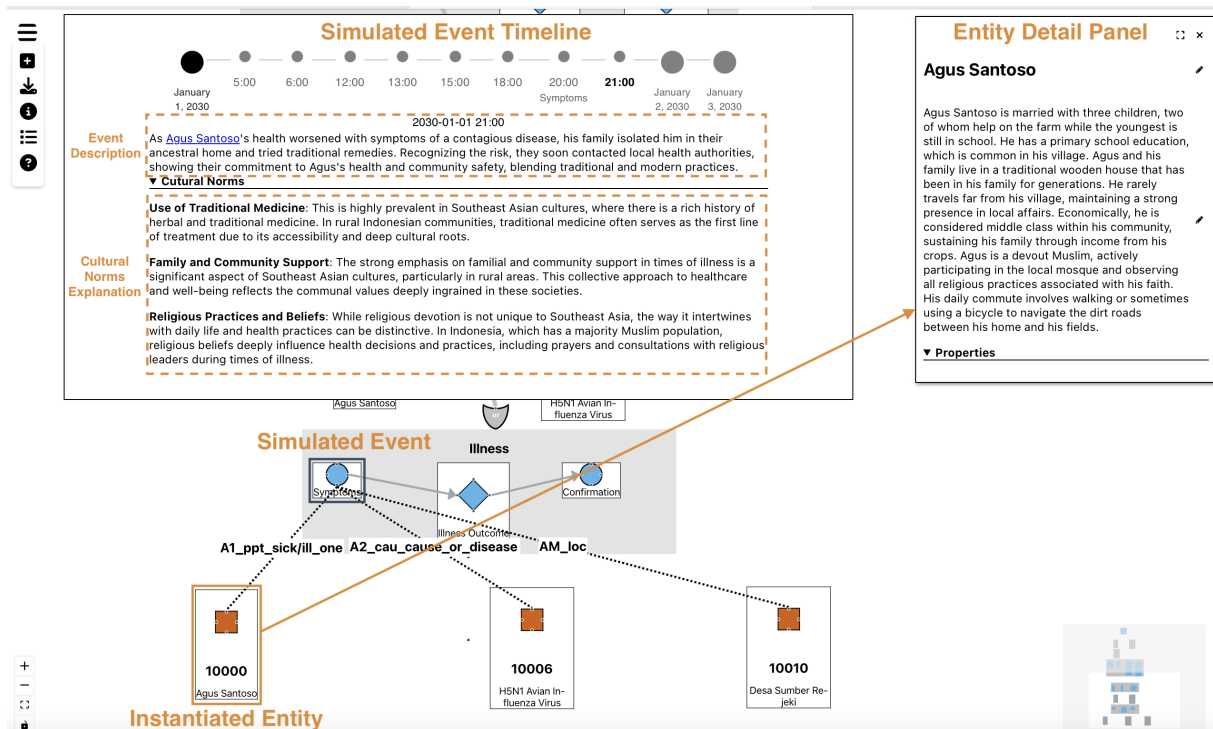 Simulated Event Timeline
January
1, 2030
5:00
6:00
12:00
13:00
15:00
18:00
20:00
Symptoms
21:00
January
2, 2030
January
3, 2030
2030-01-01 21:00
Event
Description
As Agus Santoso's health worsened with symptoms of a contagious disease, his family isolated him in their
ancestral home and tried traditional remedies. Recognizing the risk, they soon contacted local health authorities,
showing their commitment to Agus's health and community safety, blending traditional and modern practices.
▼ Cutural Norms
Cultural
Norms
Explanation
Use of Traditional Medicine: This is highly prevalent in Southeast Asian cultures, where there is a rich history of
herbal and traditional medicine. In rural Indonesian communities, traditional medicine often serves as the first line
of treatment due to its accessibility and deep cultural roots.
Family and Community Support: The strong emphasis on familial and community support in times of illness is a
significant aspect of Southeast Asian cultures, particularly in rural areas. This collective approach to healthcare
and well-being reflects the communal values deeply ingrained in these societies.
Religious Practices and Beliefs: While religious devotion is not unique to Southeast Asia, the way it intertwines
with daily life and health practices can be distinctive. In Indonesia, which has a majority Muslim population,
religious beliefs deeply influence health decisions and practices, including prayers and consultations with religious
leaders during times of illness.
Entity Detail Panel
Agus Santoso
Agus Santoso is married with three children, two
of whom help on the farm while the youngest is
still in school. He has a primary school education,
which is common in his village. Agus and his
family live in a traditional wooden house that has
been in his family for generations. He rarely
travels far from his village, maintaining a strong
presence in local affairs. Economically, he is
considered middle class within his community,
sustaining his family through income from his
crops. Agus is a devout Muslim, actively
participating in the local mosque and observing
all religious practices associated with his faith.
His daily commute involves walking or sometimes
using a bicycle to navigate the dirt roads
between his home and his fields.
▼ Properties
Agus Santoso
or
H5N1 Avian In-
fluenza Virus
Simulated Event
Illness
Symptoms
Illness Outcome
Confirmation
A1_ppt_sick/ill_one
A2_cau_cause_or_disease
AM_loc
10000
Agus Santoso
10006
H5N1 Avian In-
fluenza Virus
10010
Desa Sumber Re-
jeki
Instantiated Entity